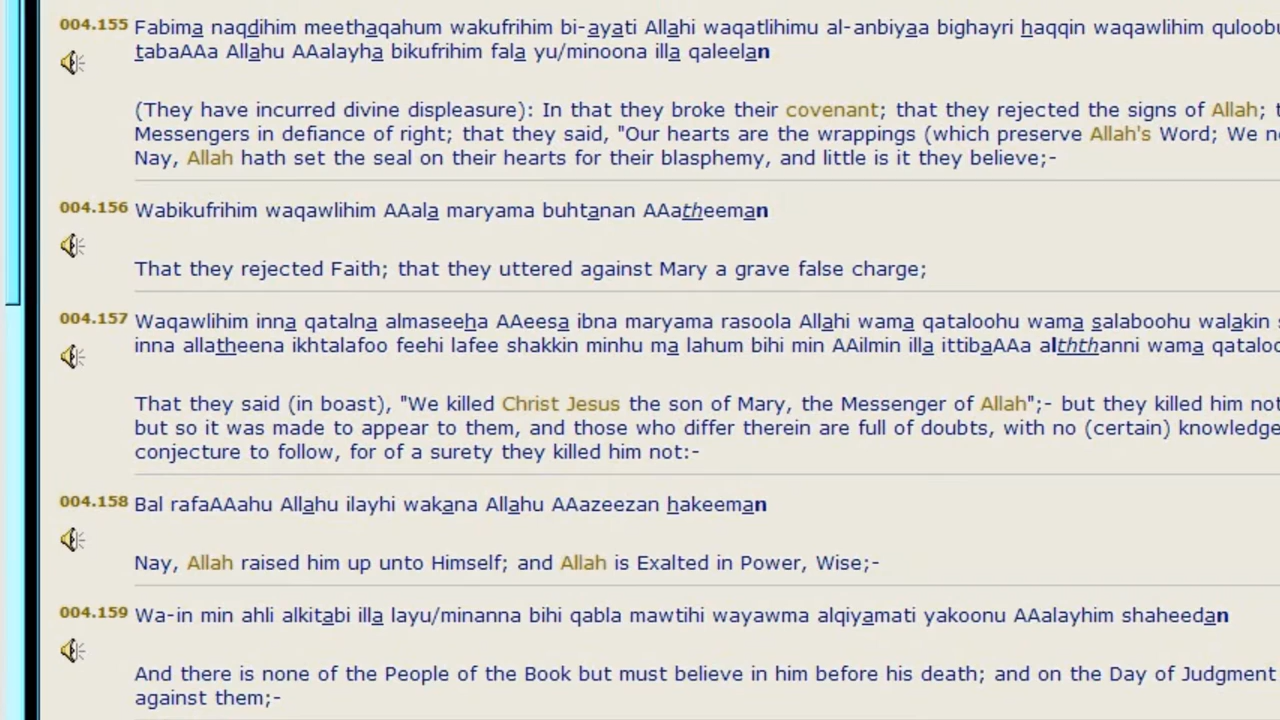 004.155 Fabima naqdihim meethaqahum wakufrihim bi-ayati Allahi waqatlihimu al-anbiyaa bighayri haqqin waqawlihim quloobu
tabaAAa Allahu AAalayha bikufrihim fala yu/minoona illa qaleelan
(They have incurred divine displeasure): In that they broke their covenant; that they rejected the signs of Allah;
Messengers in defiance of right; that they said, "Our hearts are the wrappings (which preserve Allah's Word; We
Nay, Allah hath set the seal on their hearts for their blasphemy, and little is it they believe;-
004.156 Wabikufrihim waqawlihim AAala maryama buhtanan AAatheeman
That they rejected Faith; that they uttered against Mary a grave false charge;
004.157 Waqawlihim inna qatalna almaseeha AAeesa ibna maryama rasoola Allahi wama qataloohu wama salaboohu walakin
inna allatheena ikhtalafoo feehi lafee shakkin minhu ma lahum bihi min AAilmin illa ittibaAAa alththanni wama qataloo
That they said (in boast), "We killed Christ Jesus the son of Mary, the Messenger of Allah";- but they killed him not
but so it was made to appear to them, and those who differ therein are full of doubts, with no (certain) knowledge
conjecture to follow, for of a surety they killed him not:-
004.158 Bal rafaAAahu Allahu ilayhi wakana Allahu AAazeezan hakeeman
Nay, Allah raised him up unto Himself; and Allah is Exalted in Power, Wise;-
004.159 Wa-in min ahli alkitabi illa layu/minanna bihi qabla mawtihi wayawma alqiyamati yakoonu AAalayhim shaheedan
And there is none of the People of the Book but must believe in him before his death; and on the Day of Judgment
against them;-